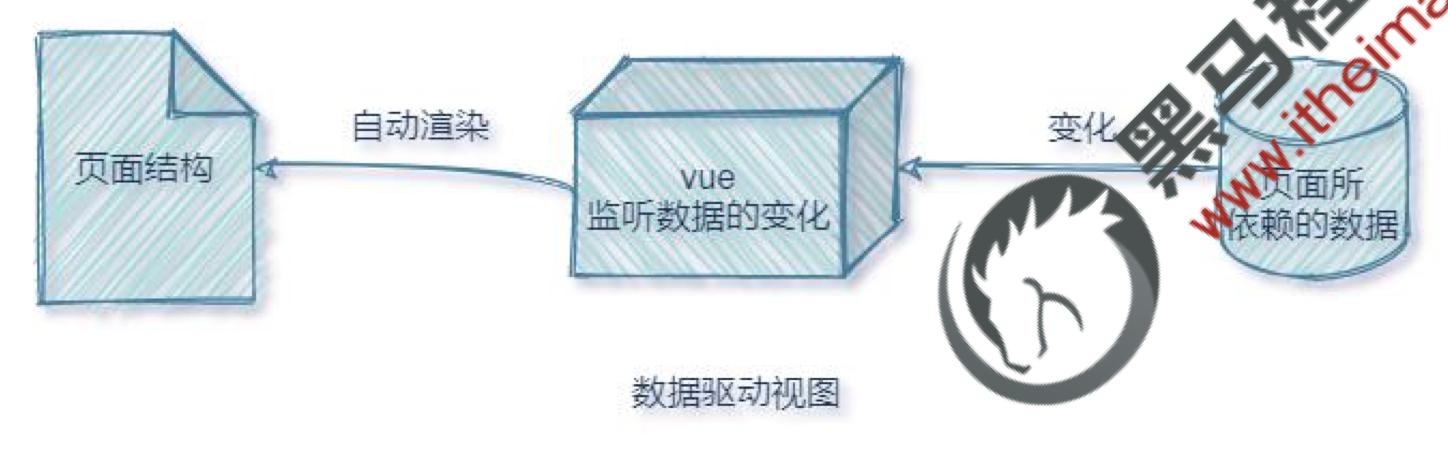 自动渲染
变化
页面结构
vue
监听数据的变化
页面所
依赖的数据
数据驱动视图
黑马程
www.itheima